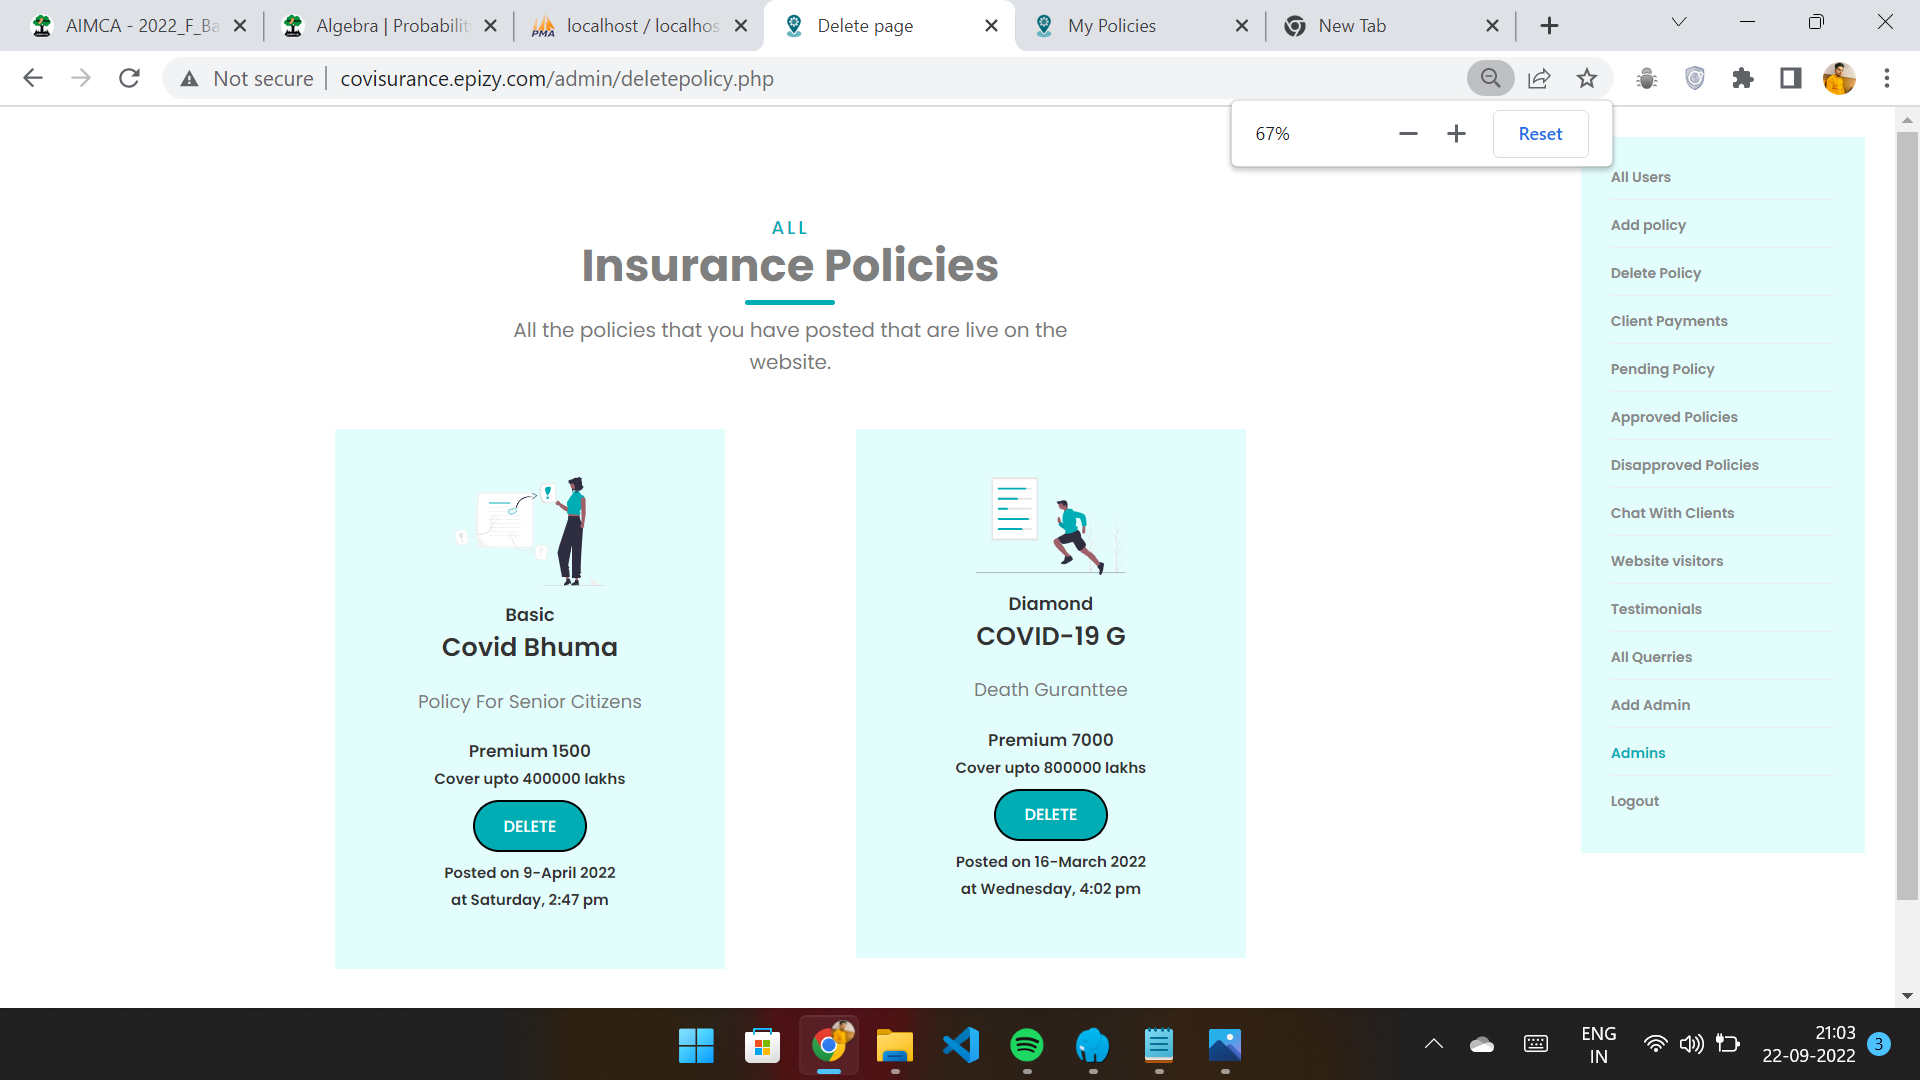 AIMCA - 2022_F_Ba
Algebra | Probabilit
localhost / localhos
Delete page
My Policies
New Tab
Not secure
covisurance.epizy.com/admin/deletepolicy.php
67%
Reset
ALL
Insurance Policies
All the policies that you have posted that are live on the
website.
Basic
Covid Bhuma
Policy For Senior Citizens
Premium 1500
Cover upto 400000 lakhs
DELETE
Posted on 9-April 2022
at Saturday, 2:47 pm
Diamond
COVID-19 G
Death Guranttee
Premium 7000
Cover upto 800000 lakhs
DELETE
Posted on 16-March 2022
at Wednesday, 4:02 pm
All Users
Add policy
Delete Policy
Client Payments
Pending Policy
Approved Policies
Disapproved Policies
Chat With Clients
Website visitors
Testimonials
All Querries
Add Admin
Admins
Logout
ENG
IN
21:03
22-09-2022
3
PMA